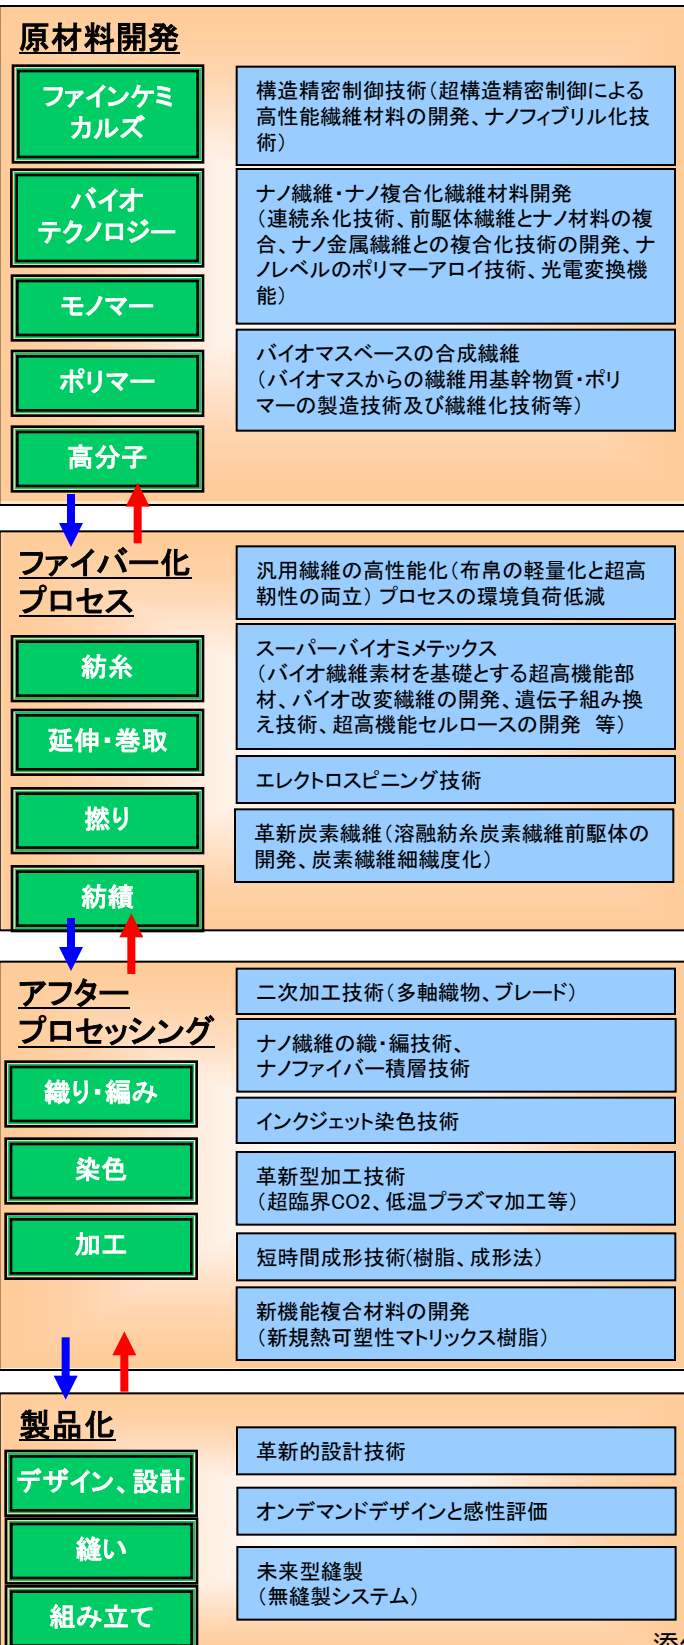 原材料開発
ファインケミ
カルズ
バイオ
テクノロジー
モノマー
ポリマー
高分子
構造精密制御技術（超構造精密制御による
高性能繊維材料の開発、ナノフィブリル化技
術）
ナノ繊維・ナノ複合化繊維材料開発
（連続糸化技術、前駆体繊維とナノ材料の複
合、ナノ金属繊維との複合化技術の開発、ナ
ノレベルのポリマーアロイ技術、光電変換機
能）
バイオマスベースの合成繊維
（バイオマスからの繊維用基幹物質・ポリ
マーの製造技術及び繊維化技術等）
ファイバー化
プロセス
紡糸
延伸・巻取
撚り
紡績
汎用繊維の高性能化（布帛の軽量化と超高
靭性の両立） プロセスの環境負荷低減
スーパーバイオミメテックス
（バイオ繊維素材を基礎とする超高機能部
材、バイオ改変繊維の開発、遺伝子組み換
え技術、超高機能セルロースの開発　等）
エレクトロスピニング技術
革新炭素繊維（溶融紡糸炭素繊維前駆体の
開発、炭素繊維細繊度化）
アフター
プロセッシング
織り・編み
染色
加工
二次加工技術（多軸織物、ブレード）
ナノ繊維の織・編技術、
ナノファイバー積層技術
インクジェット染色技術
革新型加工技術
（超臨界CO2、低温プラズマ加工等）
短時間成形技術(樹脂、成形法）
新機能複合材料の開発
（新規熱可塑性マトリックス樹脂）
製品化
デザイン、設計
縫い
組み立て
革新的設計技術
オンデマンドデザインと感性評価
未来型縫製
（無縫製システム）